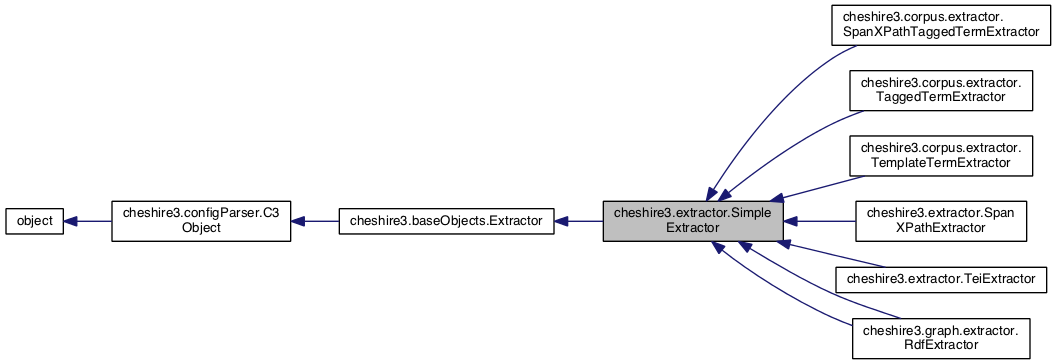 object
cheshire3.configParser.C3
Object
cheshire3.baseObjects.Extractor
cheshire3.extractor.Simple
Extractor
cheshire3.corpus.extractor.
SpanXPathTaggedTermExtractor
cheshire3.corpus.extractor.
TaggedTermExtractor
cheshire3.corpus.extractor.
TemplateTermExtractor
cheshire3.extractor.Span
XPathExtractor
cheshire3.extractor.TeiExtractor
cheshire3.graph.extractor.
RdfExtractor